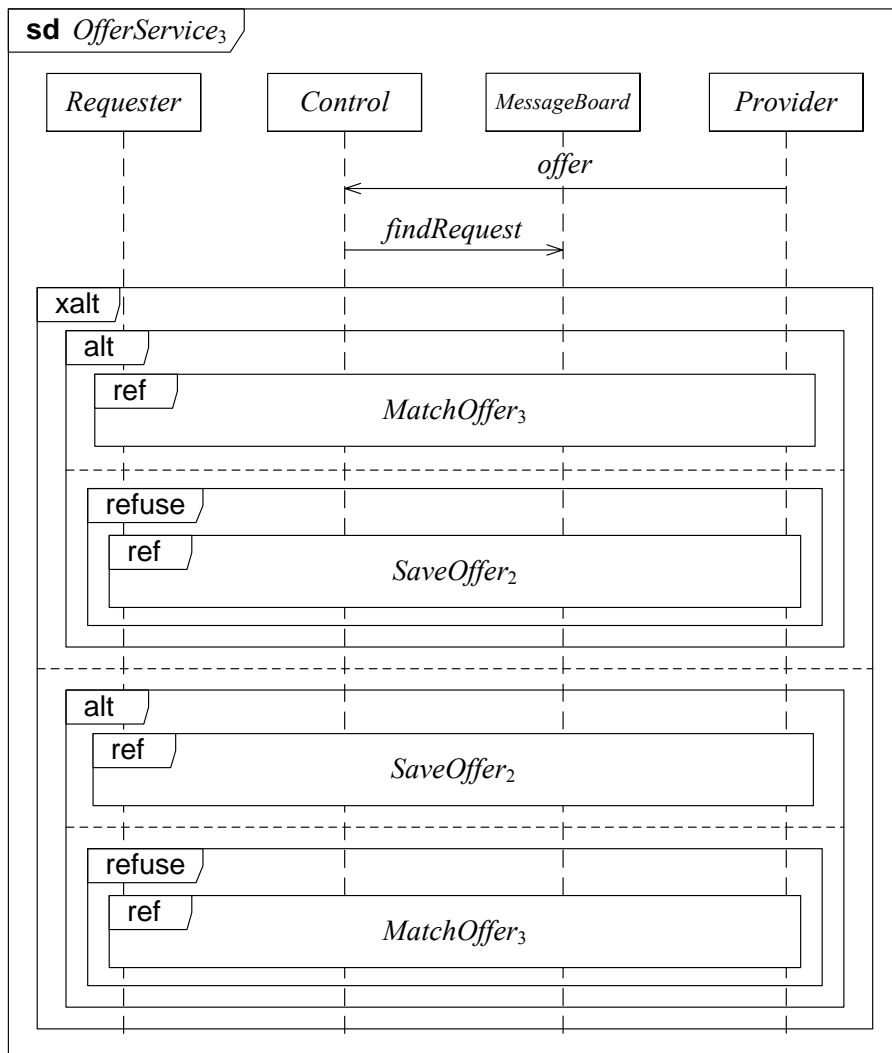 sd OfferService3
Requester Control MessageBoard Provider
offer
findRequest
xalt
alt
ref
MatchOffer3
refuse
ref
SaveOffer2
alt
ref
SaveOffer2
refuse
ref
MatchOffer3